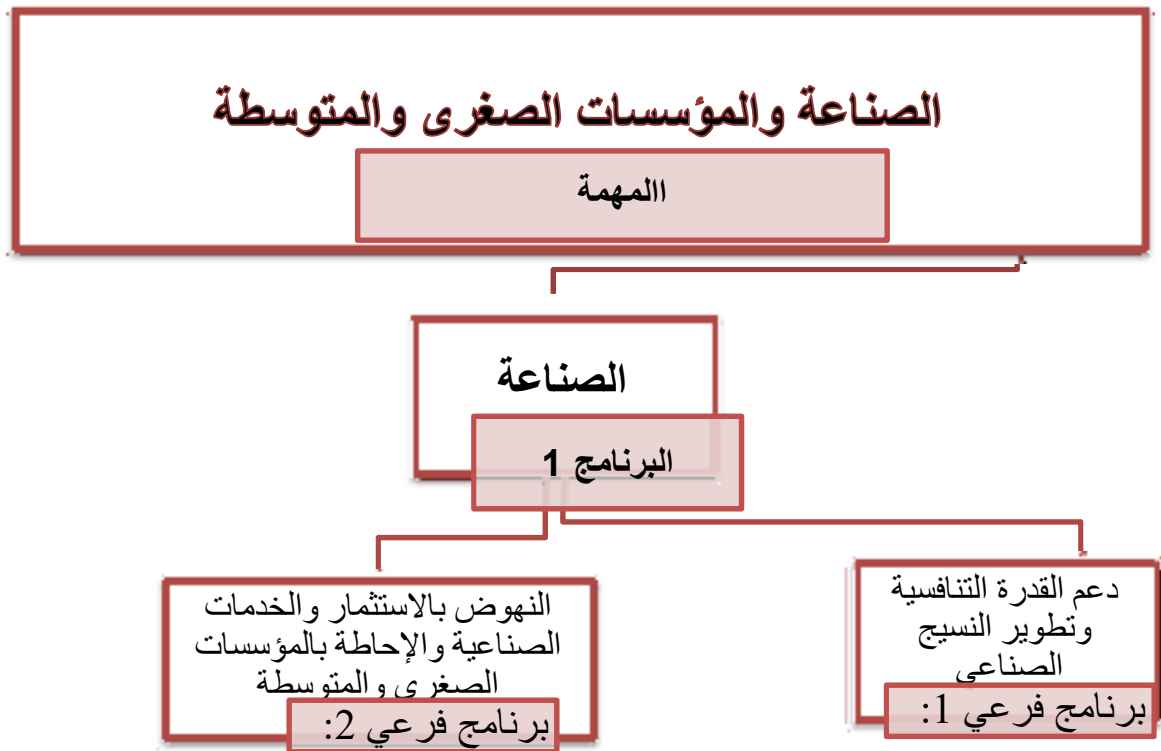 الصناعة والمؤسسات الصغرى والمتوسطة
االمهمة
الصناعة
البرنامج 1
دعم القدرة التنافسية
وتطوير النسيج
الصناعي
برنامج فرعي 1:
النهوض بالاستثمار والخدمات
الصناعية والإحاطة بالمؤسسات
الصغرى والمتوسطة
برنامج فرعي 2: